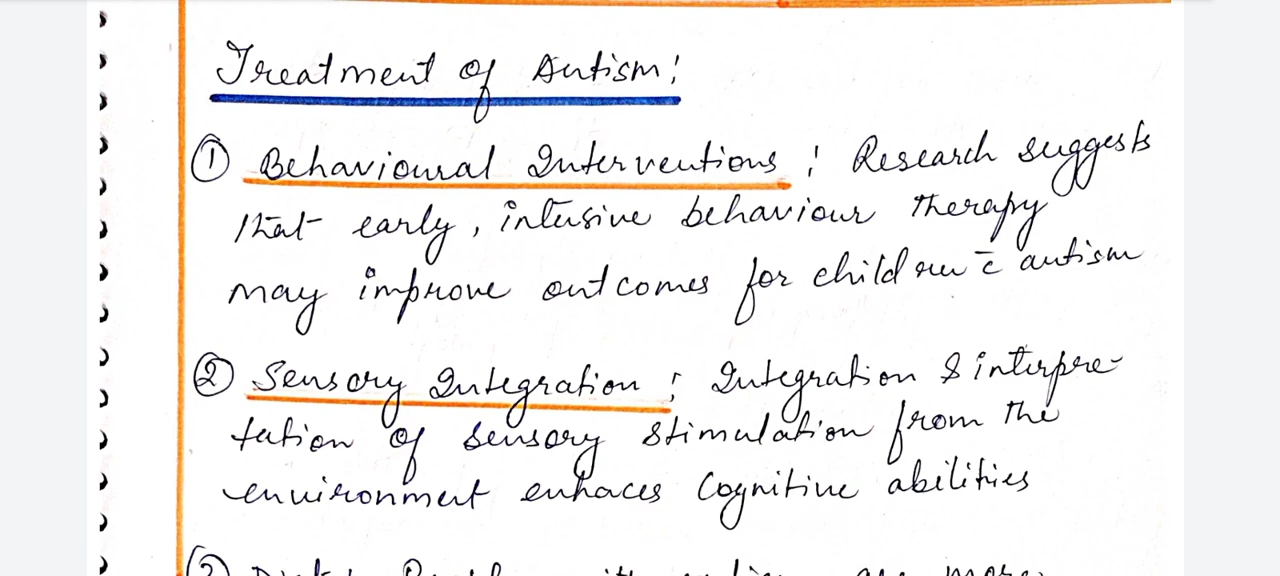 Treatment of Autism:
① Behavioural Interventions : Research suggests
that early, intusive behaviour therapy
may improve outcomes for children c̄ autism
② Sensory Integration : Integration & interpre-
tation of sensory stimulation from the
environment enhaces Cognitive abilities